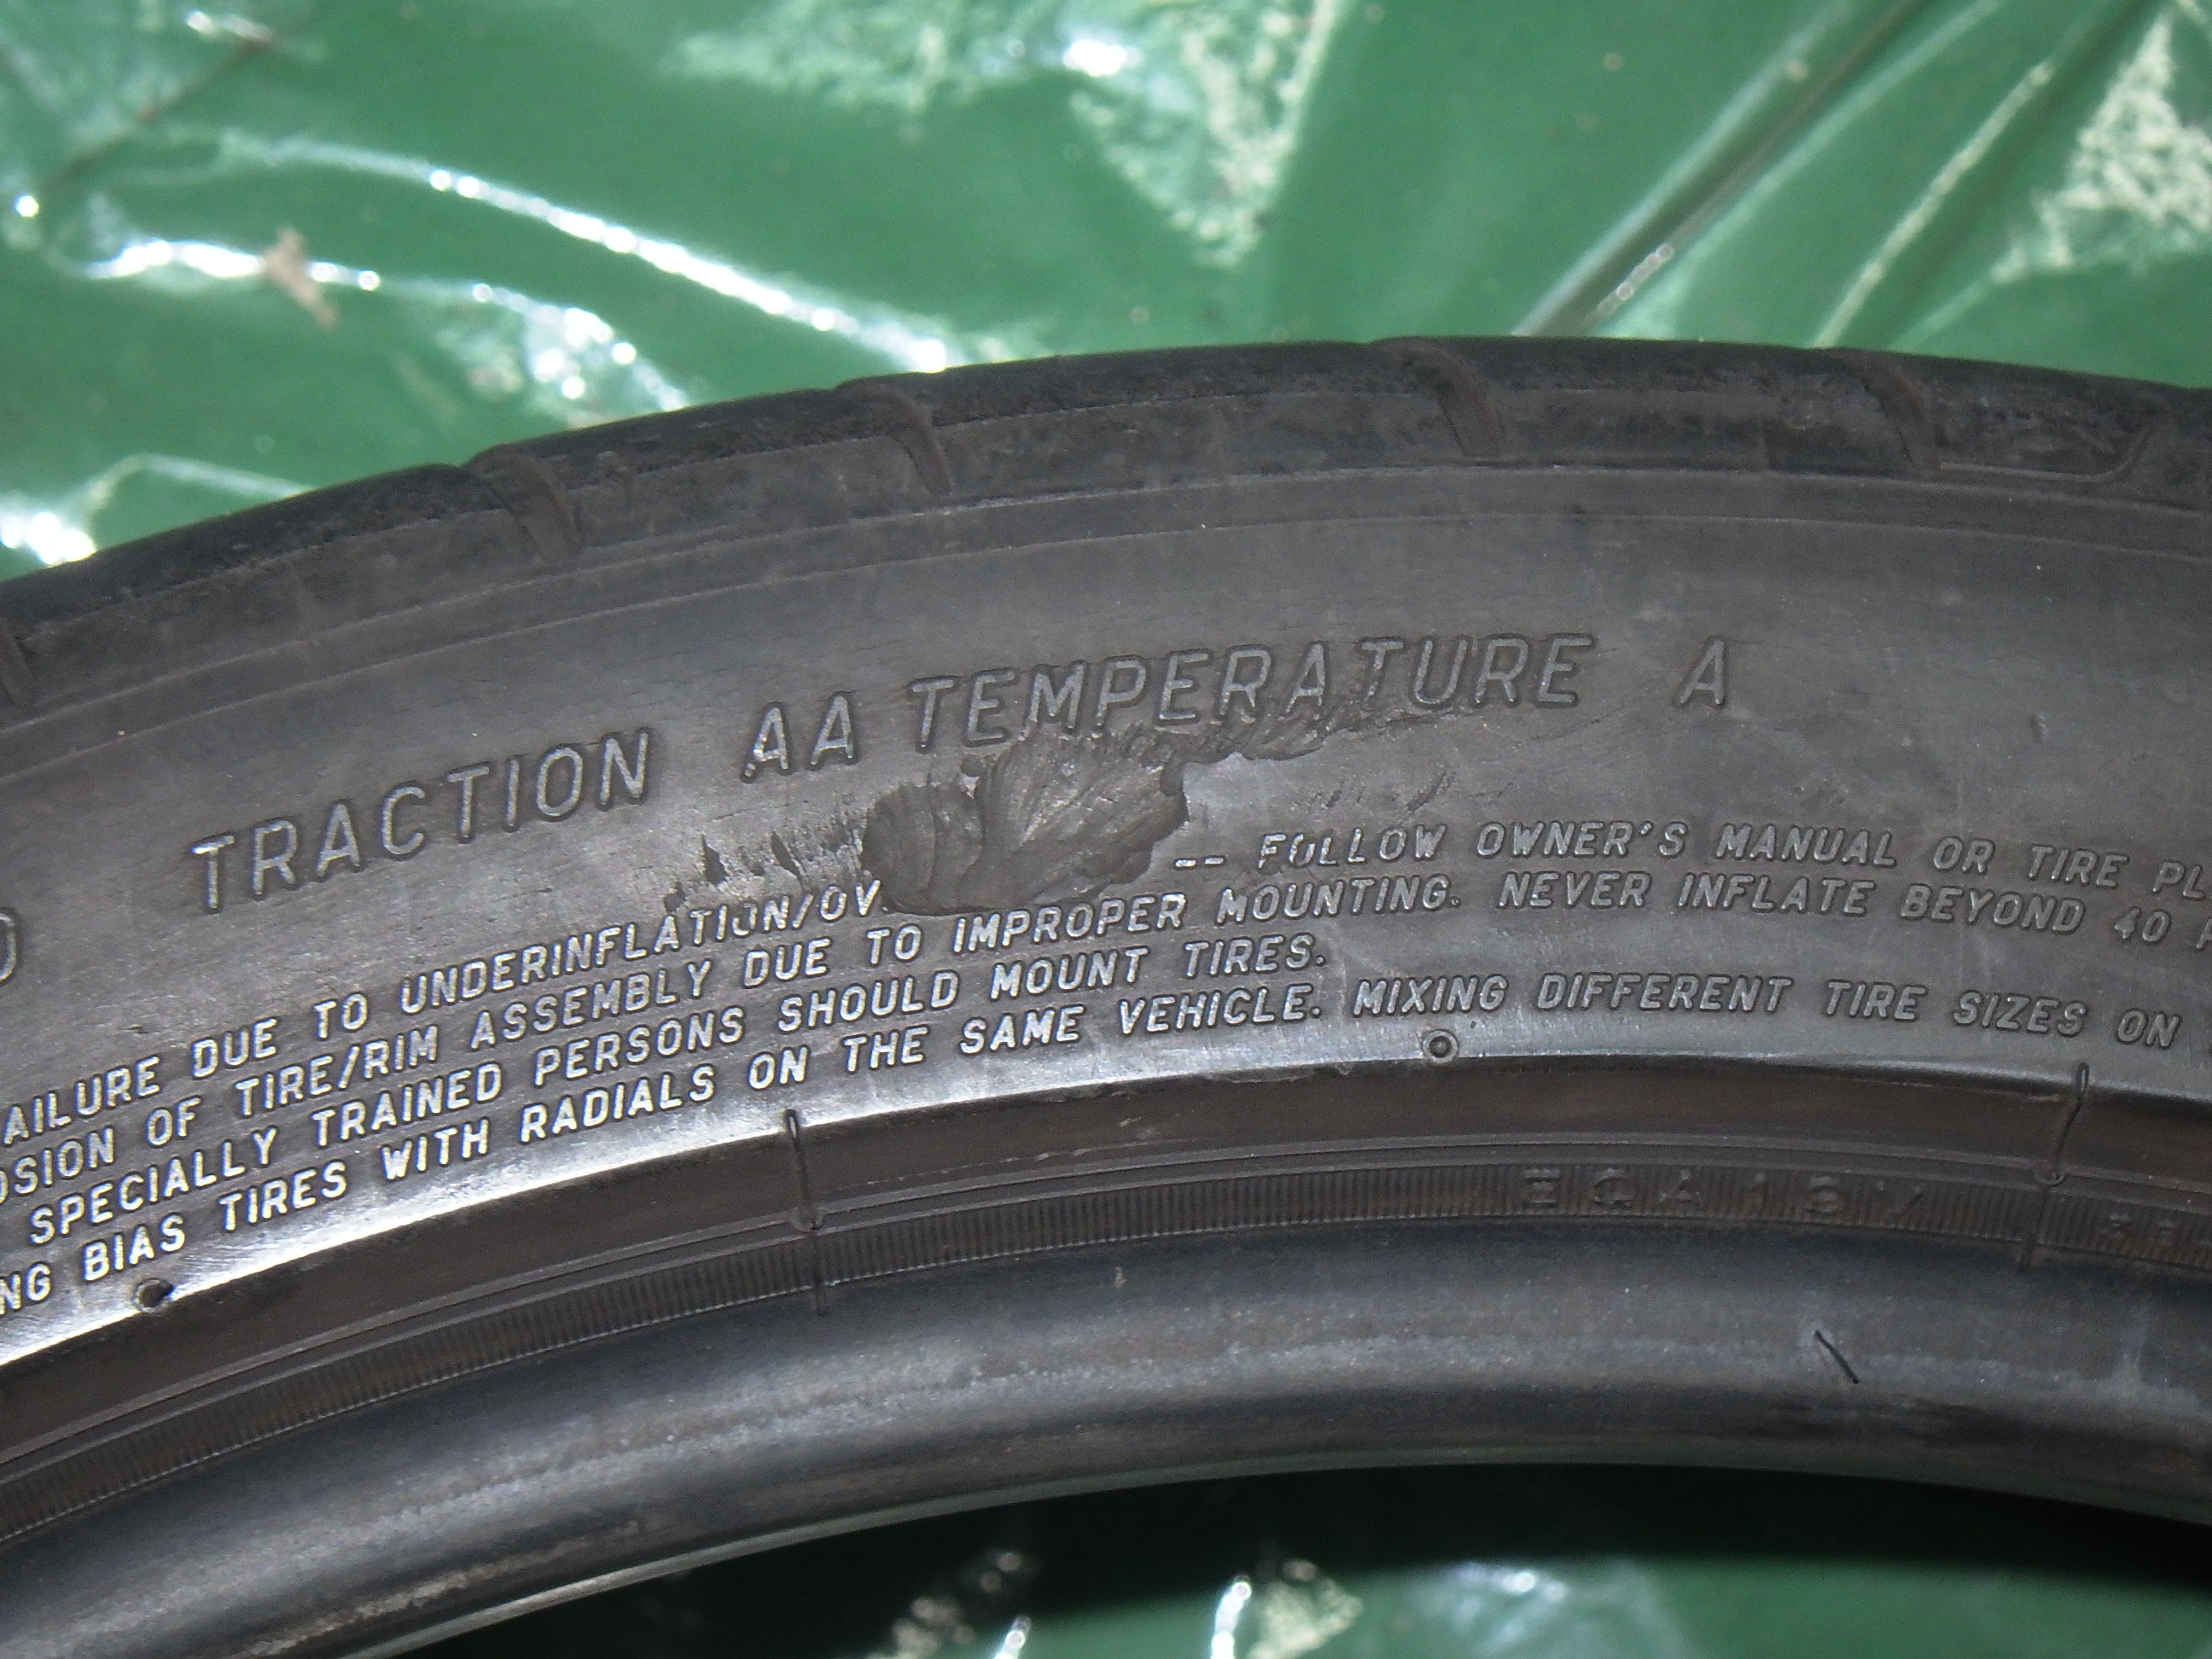 TRACTION AA TEMPERATURE A
AILURE DUE TO UNDERINFLATION/OV -- FOLLOW OWNER'S MANUAL OR TIRE PL
OSION OF TIRE/RIM ASSEMBLY DUE TO IMPROPER MOUNTING. NEVER INFLATE BEYOND 40 P
SPECIALLY TRAINED PERSONS SHOULD MOUNT TIRES.
NG BIAS TIRES WITH RADIALS ON THE SAME VEHICLE. MIXING DIFFERENT TIRE SIZES ON